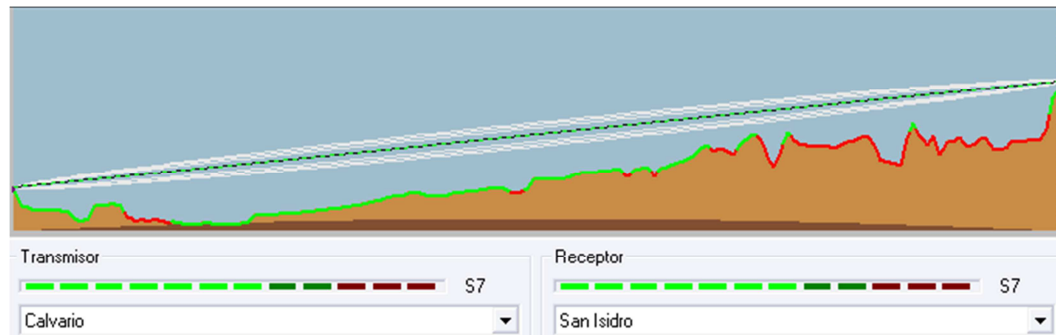 Transmisor
S7
Calvario
Receptor
S7
San Isidro